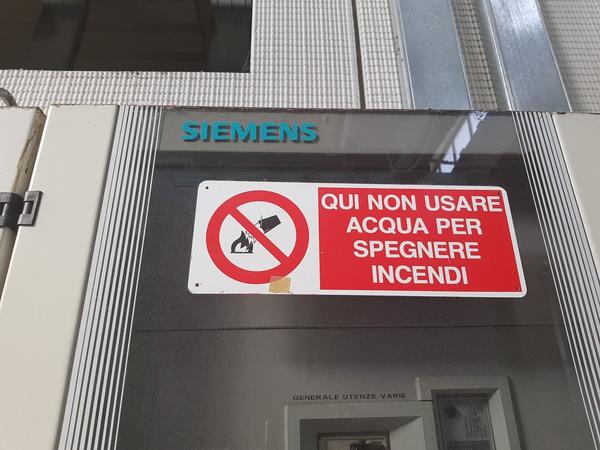 SIEMENS
QUI NON USARE
ACQUA PER
SPEGNERE
INCENDI
GENERALE UTENZE VARIE